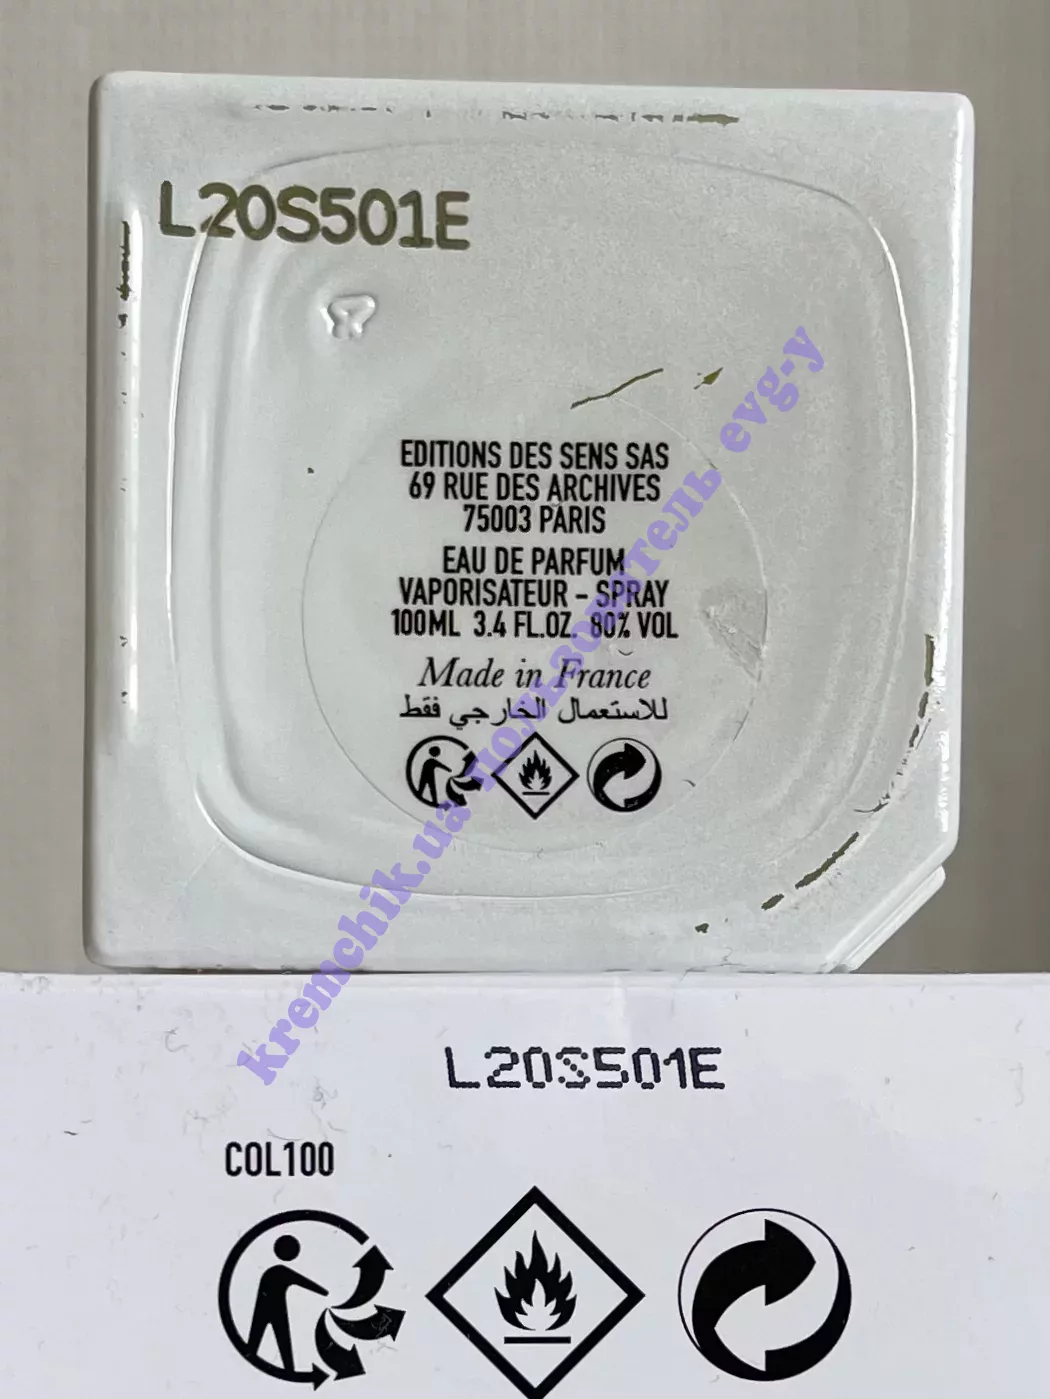 L20S501E
EDITIONS DES SENS SAS
69 RUE DES ARCHIVES
75003 PARIS
EAU DE PARFUM
VAPORISATEUR - SPRAY
100ML 3.4 FL.OZ. 80% VOL
Made in France
للاستعمال الخارجي فقط
kremchik.ua пользователь evg-y
L20S501E
COL100